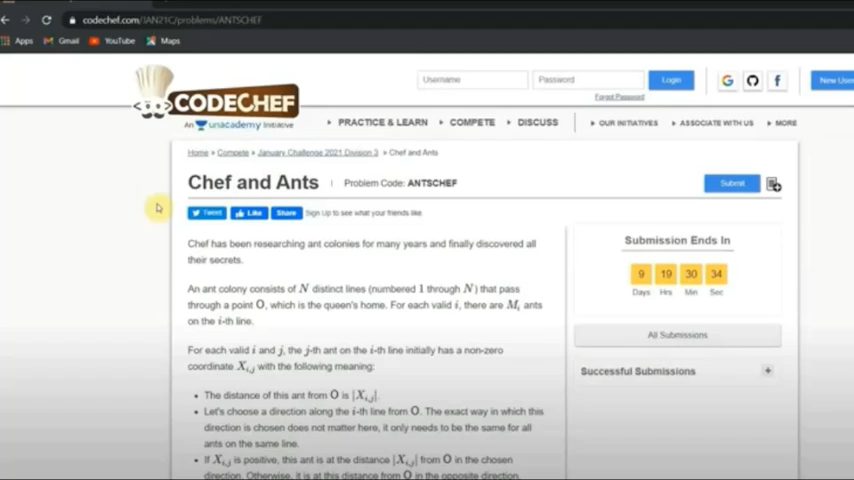 codechef.com/JAN21C/problems/ANTSCHEF
Apps Gmail YouTube Maps
Username Password Login New User
Forgot Password
CODECHEF
An unacademy Initiative
PRACTICE & LEARN COMPETE DISCUSS OUR INITIATIVES ASSOCIATE WITH US MORE
Home » Compete » January Challenge 2021 Division 3 » Chef and Ants
Chef and Ants | Problem Code: ANTSCHEF Submit
Tweet Like Share Sign Up to see what your friends like.
Chef has been researching ant colonies for many years and finally discovered all
their secrets.
An ant colony consists of N distinct lines (numbered 1 through N) that pass
through a point O, which is the queen's home. For each valid i, there are Mi ants
on the i-th line.
For each valid i and j, the j-th ant on the i-th line initially has a non-zero
coordinate Xi,j with the following meaning:
• The distance of this ant from O is |Xi,j|.
• Let's choose a direction along the i-th line from O. The exact way in which this
direction is chosen does not matter here, it only needs to be the same for all
ants on the same line.
• If Xi,j is positive, this ant is at the distance |Xi,j| from O in the chosen
direction. Otherwise, it is at this distance from O in the opposite direction.
Submission Ends In
9 19 30 34
Days Hrs Min Sec
All Submissions
Successful Submissions +